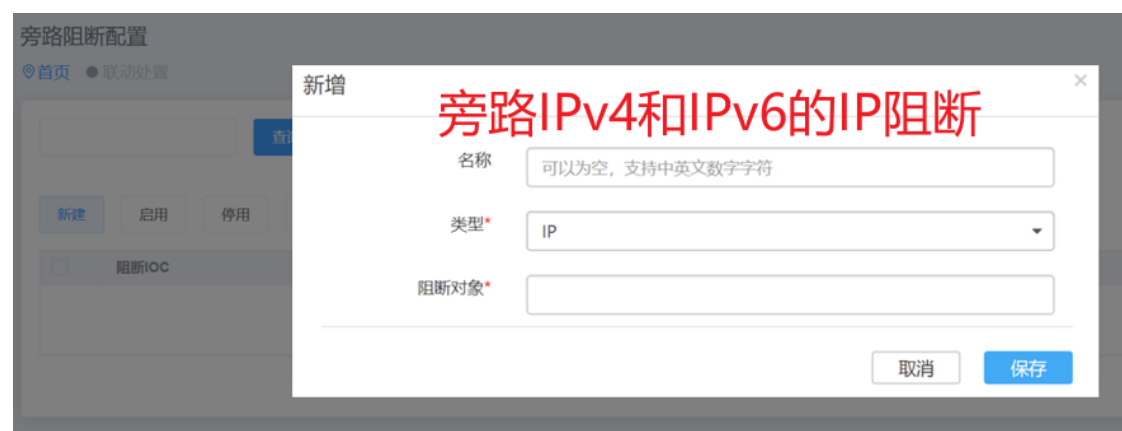 旁路阻断配置
首页
联动处置
新增
×
旁路IPv4和IPv6的IP阻断
名称
可以为空，支持中英文数字字符
新建
启用
停用
类型*
IP
阻断IOC
阻断对象*
取消
保存